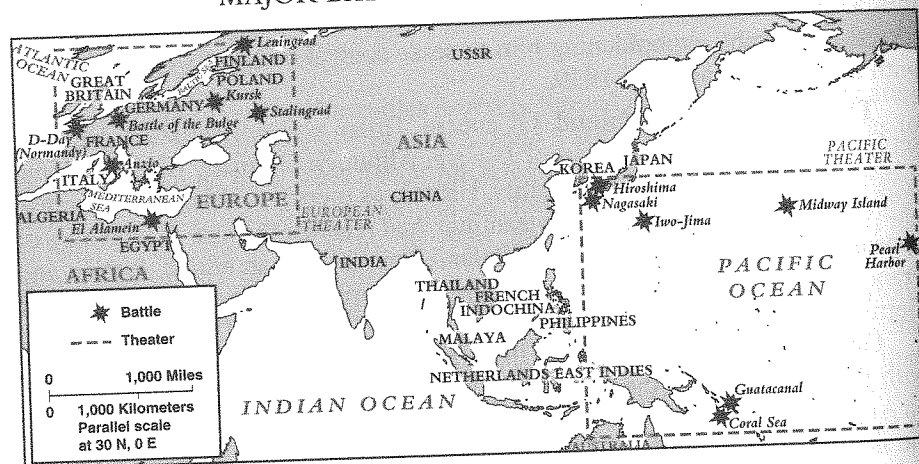 ATLANTIC
OCEAN
GREAT
BRITAIN
Leningrad
FINLAND
BALTIC SEA
POLAND
Kursk
GERMANY
Battle of the Bulge
Stalingrad
D-Day
(Normandy)
FRANCE
Anzio
ITALY
MEDITERRANEAN
SEA
EUROPE
ALGERIA
El Alamein
EGYPT
EUROPEAN
THEATER
AFRICA
USSR
ASIA
CHINA
KOREA
JAPAN
Hiroshima
Nagasaki
Iwo-Jima
PACIFIC
THEATER
Midway Island
Pearl
Harbor
PACIFIC
OCEAN
INDIA
THAILAND
FRENCH
INDOCHINA
PHILIPPINES
MALAYA
NETHERLANDS EAST INDIES
INDIAN OCEAN
Guatacanal
Coral Sea
AUSTRALIA
Battle
Theater
0 1,000 Miles
0 1,000 Kilometers
Parallel scale
at 30 N, 0 E